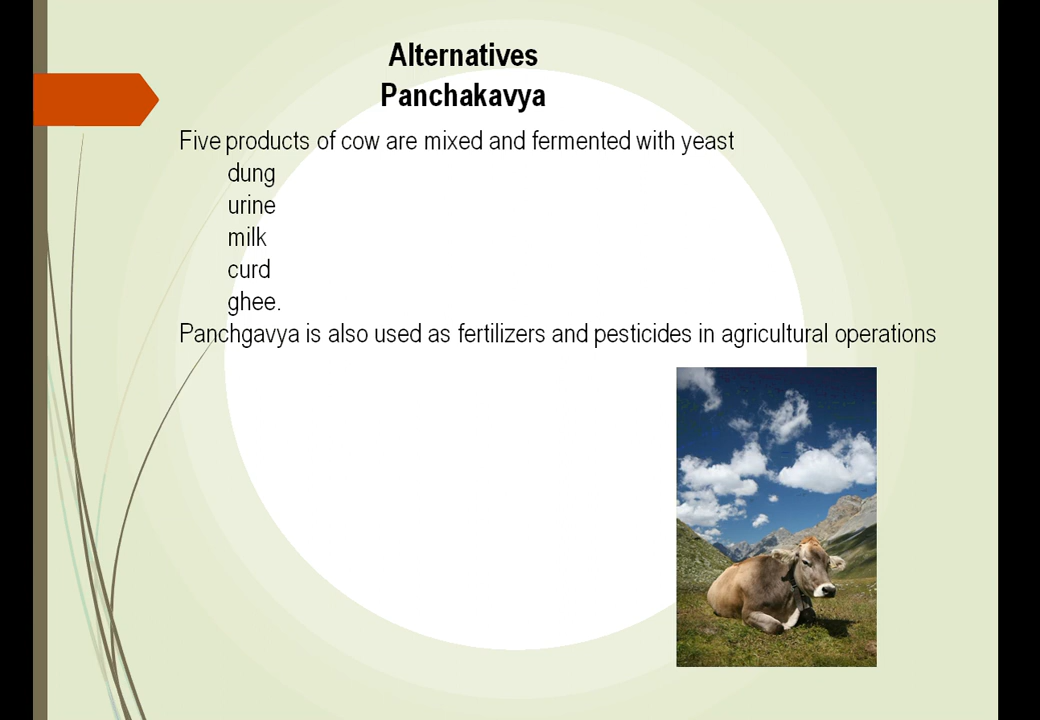 Alternatives
Panchakavya
Five products of cow are mixed and fermented with yeast
dung
urine
milk
curd
ghee.
Panchgavya is also used as fertilizers and pesticides in agricultural operations